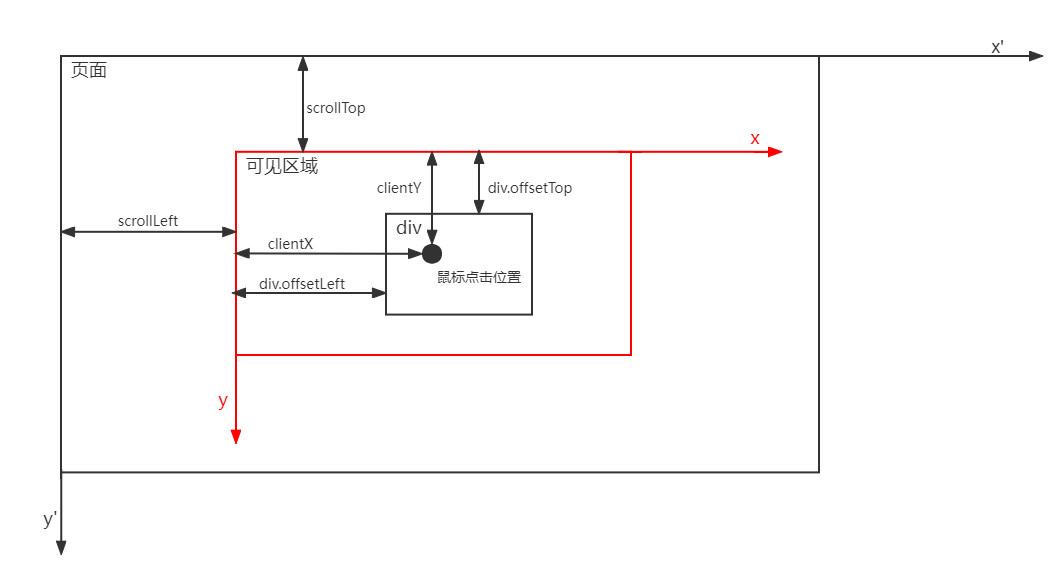 x'
页面
scrollTop
x
可见区域
clientY
div.offsetTop
scrollLeft
div
clientX
鼠标点击位置
div.offsetLeft
y
y'